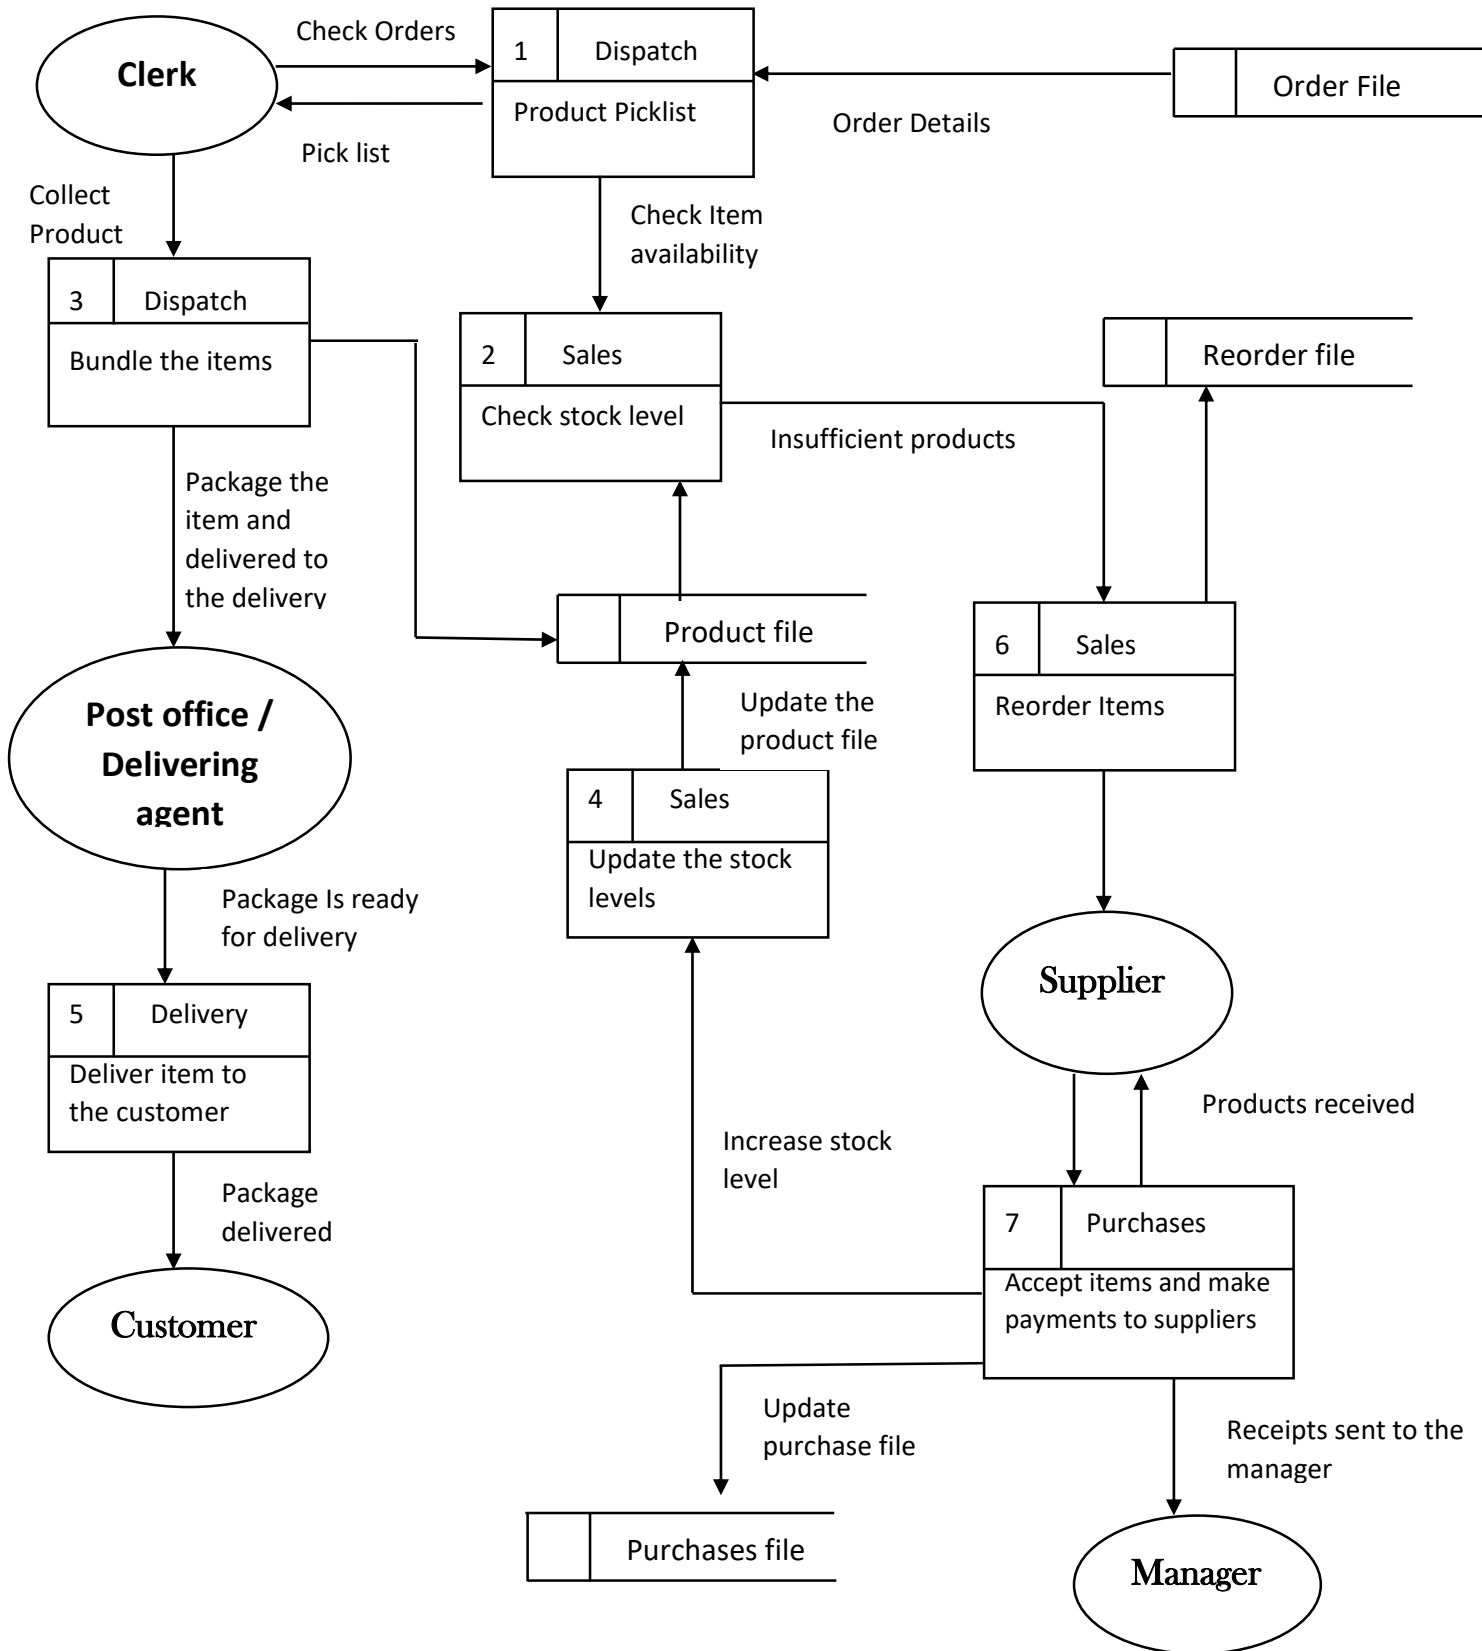 Check Orders
Clerk
1
Dispatch
Product Picklist
Order File
Order Details
Pick list
Collect
Product
Check Item
availability
3
Dispatch
Bundle the items
2
Sales
Check stock level
Reorder file
Insufficient products
Package the
item and
delivered to
the delivery
Product file
6
Sales
Reorder Items
Post office /
Delivering
agent
Update the
product file
4
Sales
Update the stock
levels
Package Is ready
for delivery
Supplier
5
Delivery
Deliver item to
the customer
Products received
Increase stock
level
Package
delivered
7
Purchases
Accept items and make
payments to suppliers
Customer
Update
purchase file
Receipts sent to the
manager
Purchases file
Manager